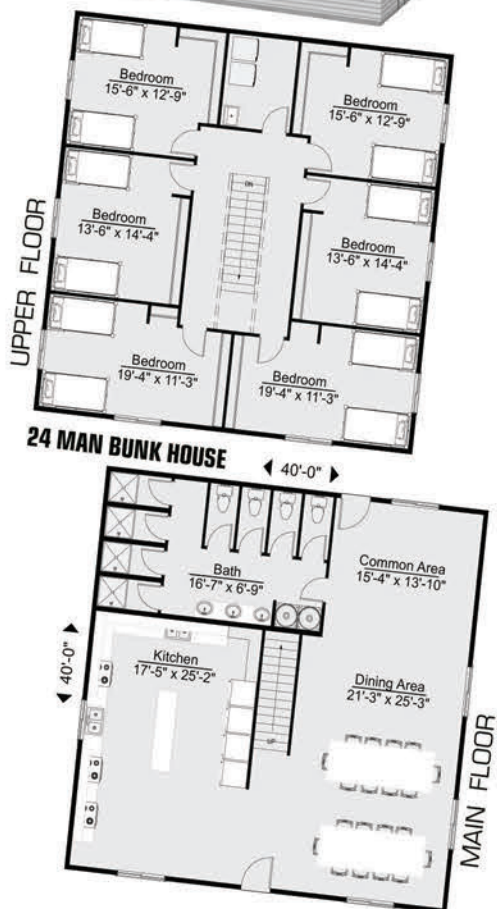 Bedroom
15'-6" x 12'-9"
Bedroom
15'-6" x 12'-9"
DN
Bedroom
13'-6" x 14'-4"
Bedroom
13'-6" x 14'-4"
UPPER FLOOR
Bedroom
19'-4" x 11'-3"
Bedroom
19'-4" x 11'-3"
24 MAN BUNK HOUSE
40'-0"
Common Area
15'-4" x 13'-10"
Bath
16'-7" x 6'-9"
40'-0"
Kitchen
17'-5" x 25'-2"
Dining Area
21'-3" x 25'-3"
UP
MAIN FLOOR